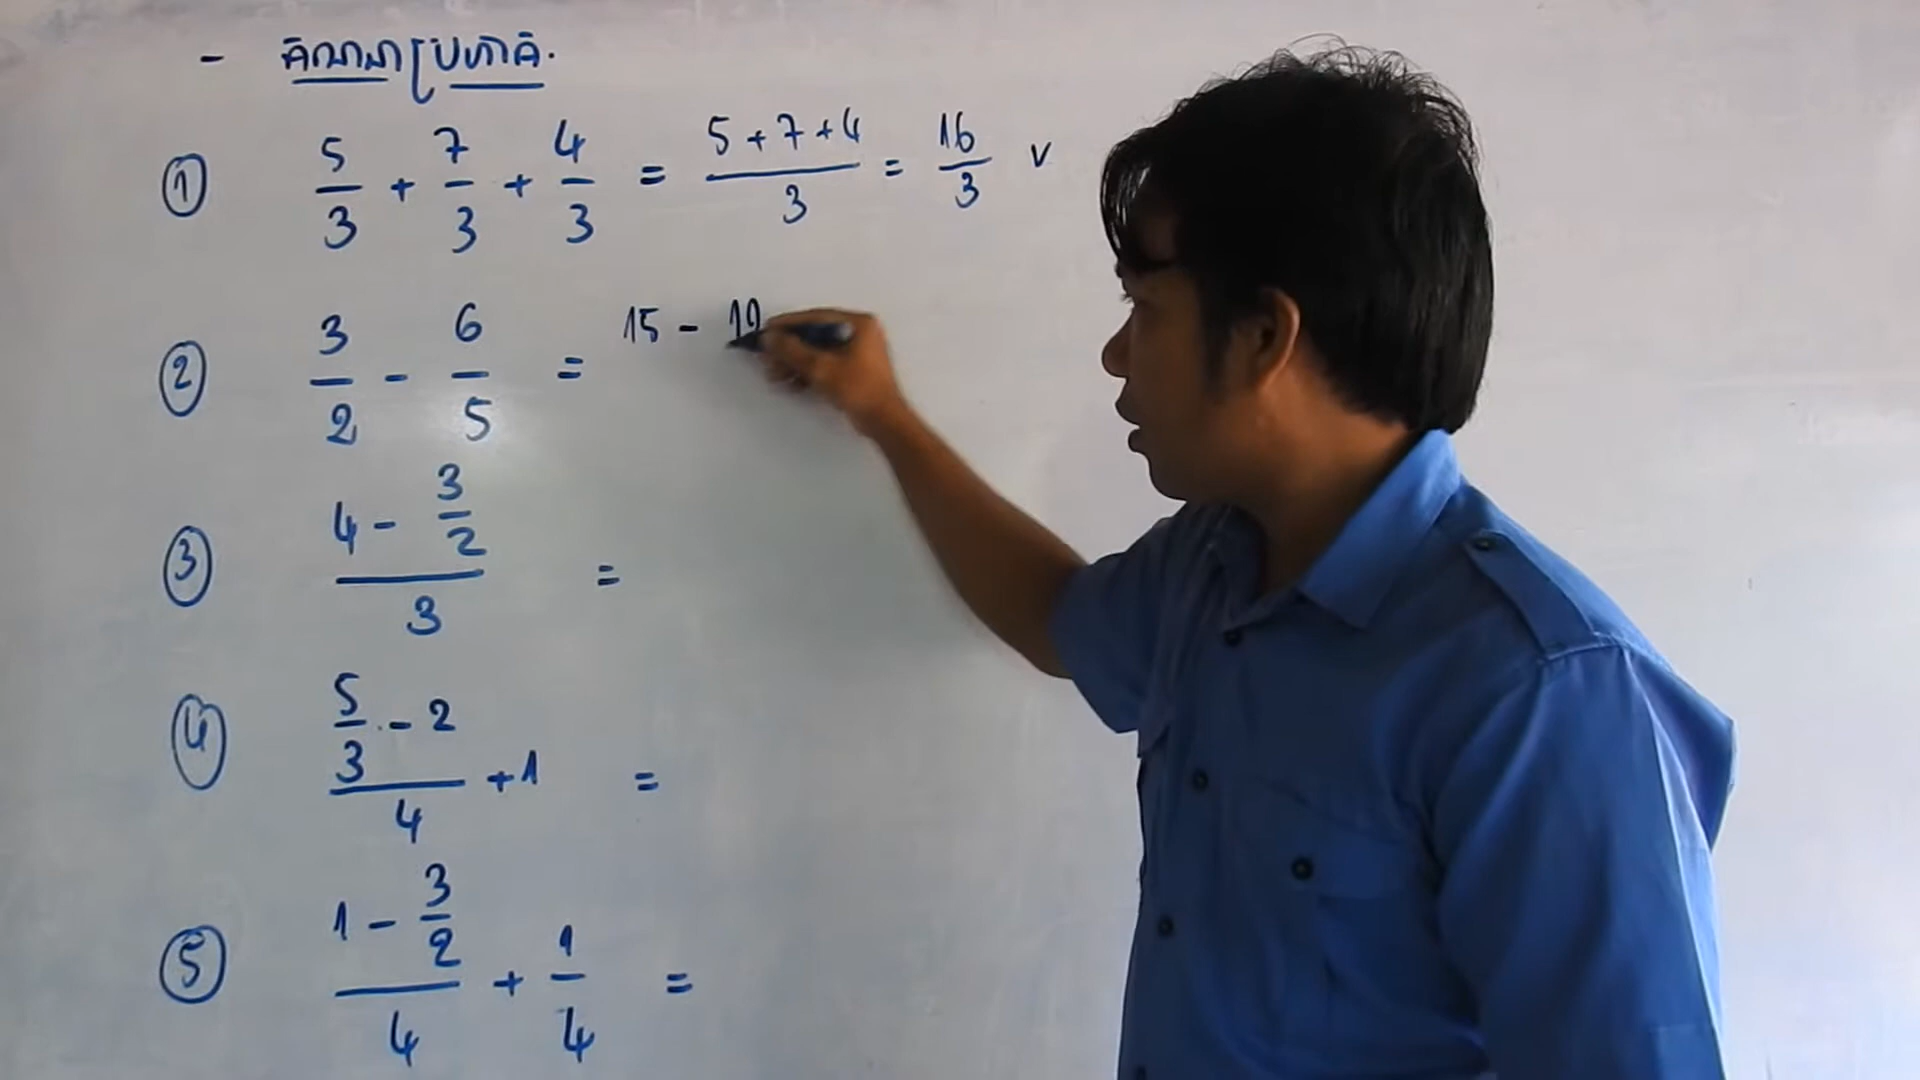 - គណនាប្រភាគ.
① 5/3 + 7/3 + 4/3 = (5 + 7 + 4)/3 = 16/3 v
② 3/2 - 6/5 = 15 - 12
③ (4 - 3/2)/3 =
④ (5/3 - 2)/4 + 1 =
⑤ (1 - 3/2)/4 + 1/4 =